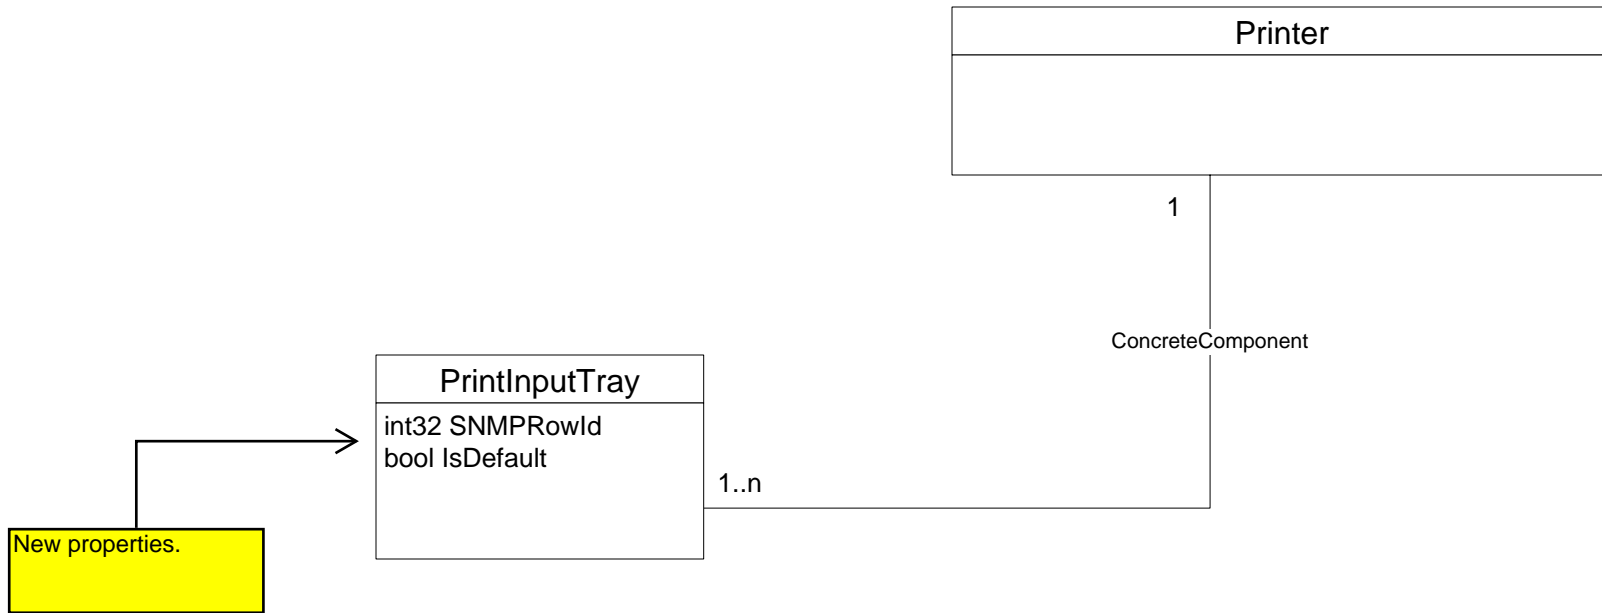 Printer
1
ConcreteComponent
PrintInputTray
int32 SNMPRowId
bool IsDefault
1..n
New properties.